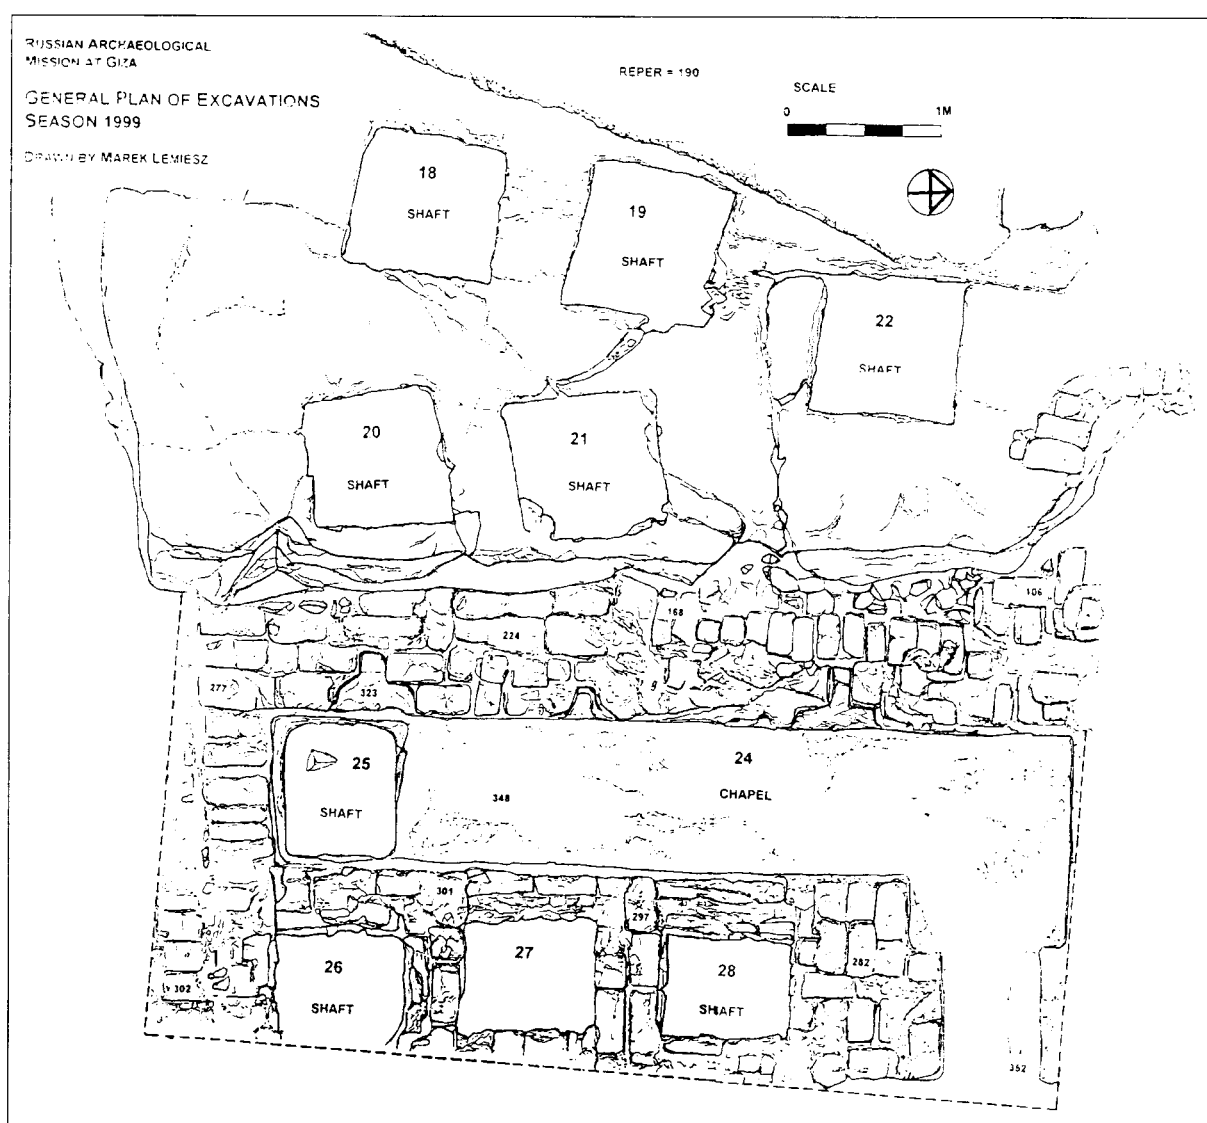 RUSSIAN ARCHAEOLOGICAL
MISSION AT GIZA
GENERAL PLAN OF EXCAVATIONS
SEASON 1999
DRAWN BY MAREK LEMIESZ
REPER = 190
SCALE
0 1M
18
SHAFT
19
SHAFT
22
SHAFT
20
SHAFT
21
SHAFT
106
168
224
277
323
25
SHAFT
24
CHAPEL
348
301
297
282
302
26
SHAFT
27
28
SHAFT
352